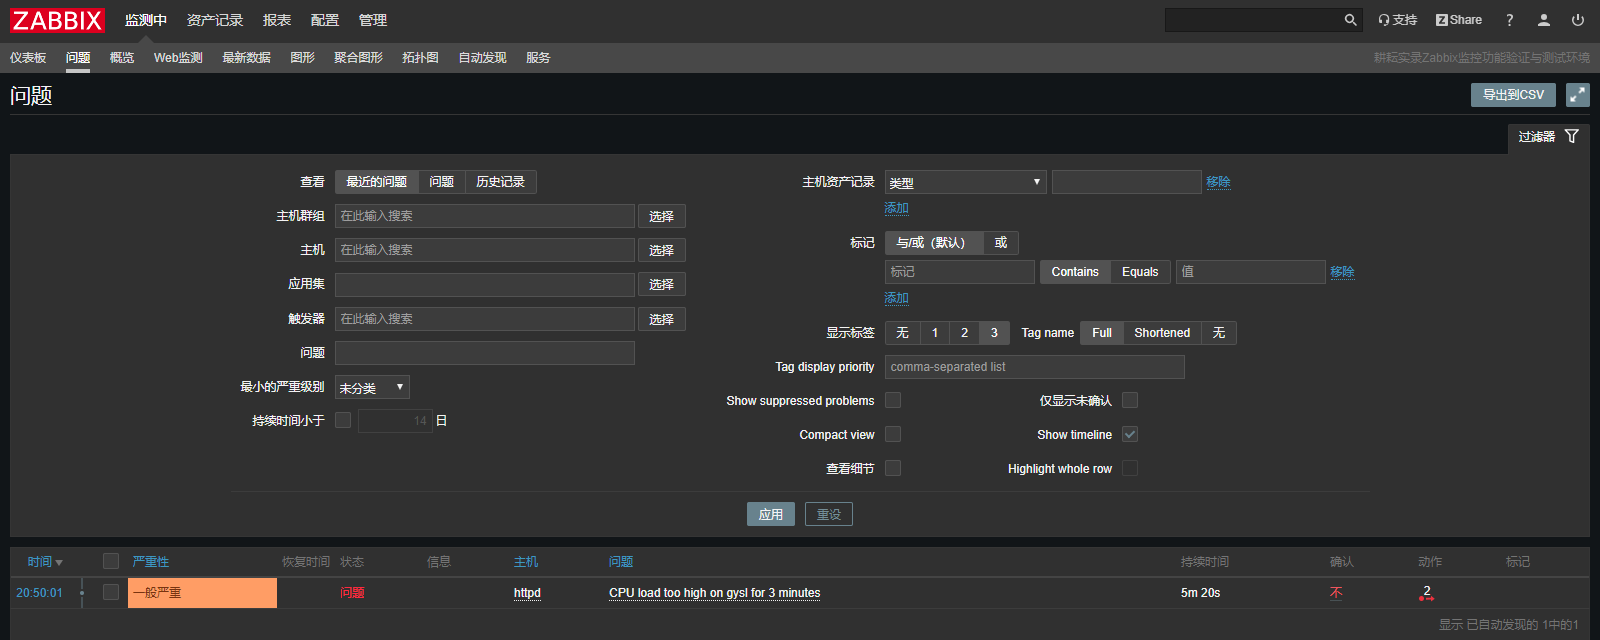 ZABBIX 监测中 资产记录 报表 配置 管理 支持 Z Share ?
仪表板 问题 概览 Web监测 最新数据 图形 聚合图形 拓扑图 自动发现 服务 耕耘实录Zabbix监控功能验证与测试环境
问题 导出到CSV
过滤器
查看 最近的问题 问题 历史记录 主机资产记录 类型 移除
添加
主机群组 在此输入搜索 选择
主机 在此输入搜索 选择 标记 与/或（默认） 或
标记 Contains Equals 值 移除
应用集 选择
添加
触发器 在此输入搜索 选择
显示标签 无 1 2 3 Tag name Full Shortened 无
问题
Tag display priority comma-separated list
最小的严重级别 未分类
Show suppressed problems 仅显示未确认
持续时间小于 14 日
Compact view Show timeline
查看细节 Highlight whole row
应用 重设
时间 严重性 恢复时间 状态 信息 主机 问题 持续时间 确认 动作 标记
20:50:01 一般严重 问题 httpd CPU load too high on gysl for 3 minutes 5m 20s 不 2
显示 已自动发现的 1中的1